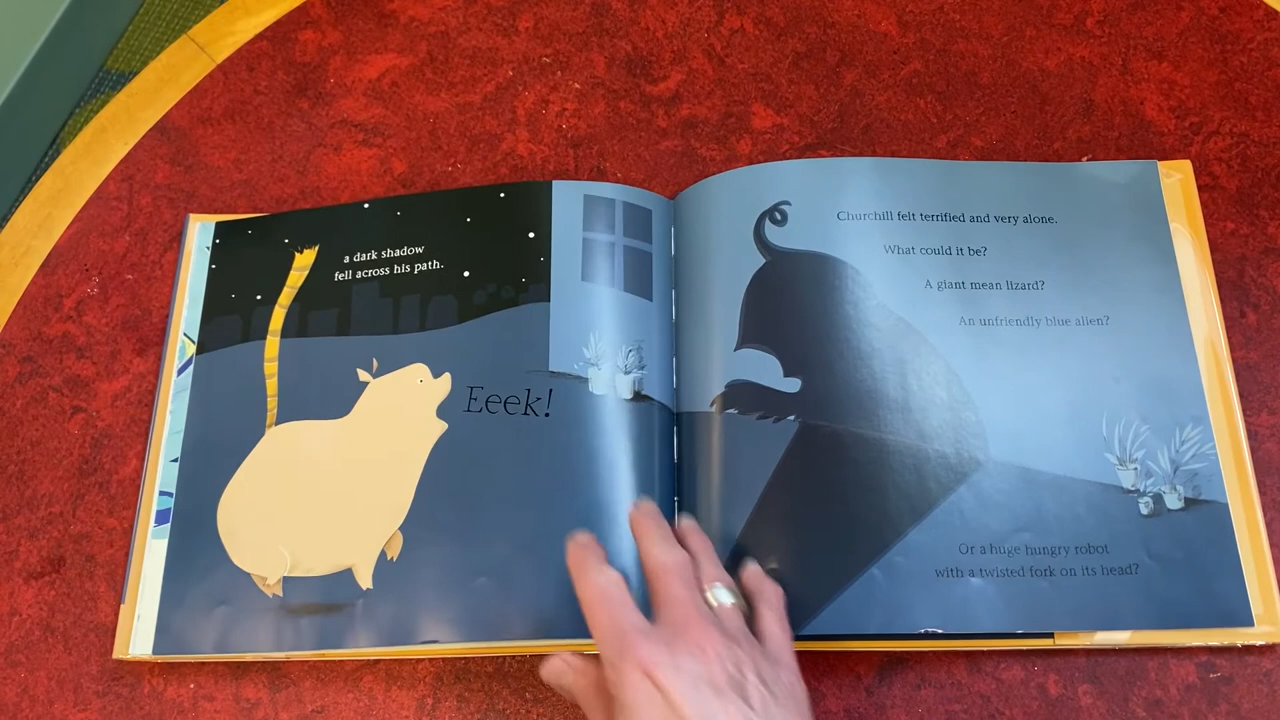 a dark shadow
fell across his path.
Eeek!
Churchill felt terrified and very alone.
What could it be?
A giant mean lizard?
An unfriendly blue alien?
Or a huge hungry robot
with a twisted fork on its head?